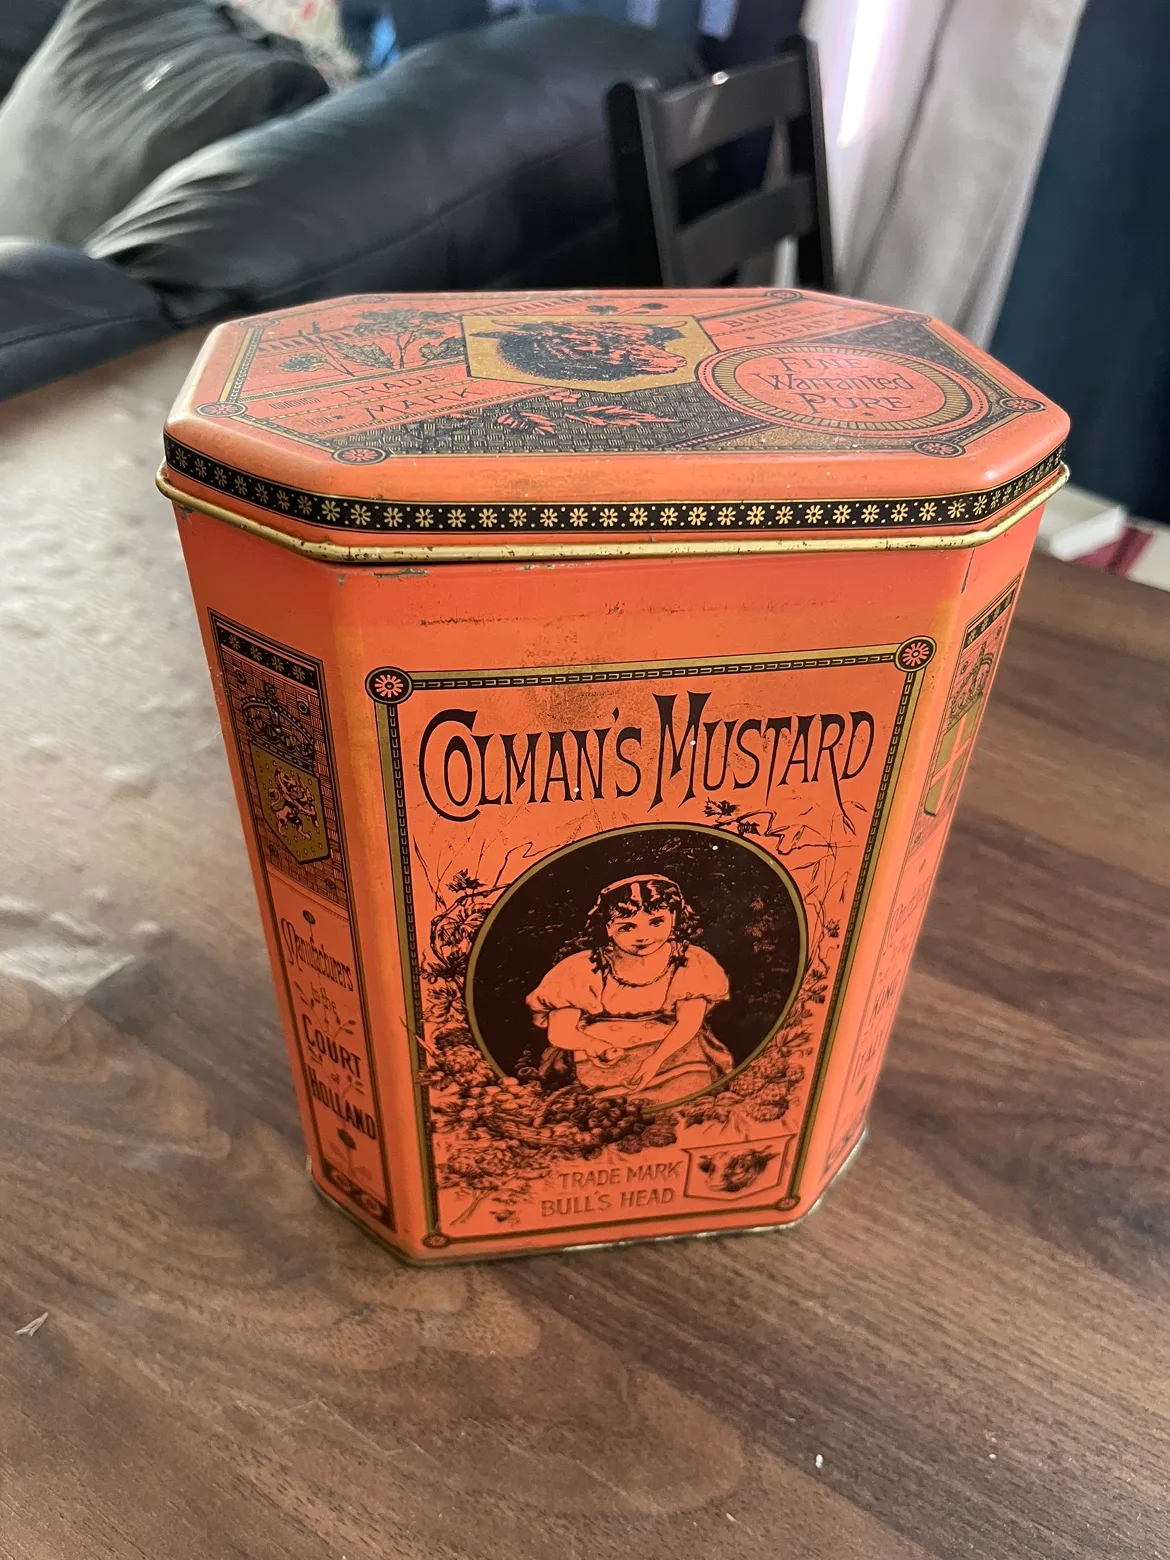 TRADE
MARK
BULL'S
HEAD
FINE
Warranted
PURE
COLMAN'S MUSTARD
TRADE MARK
BULL'S HEAD
Manufacturers
to the
COURT
of
HOLLAND
KING
ITALY